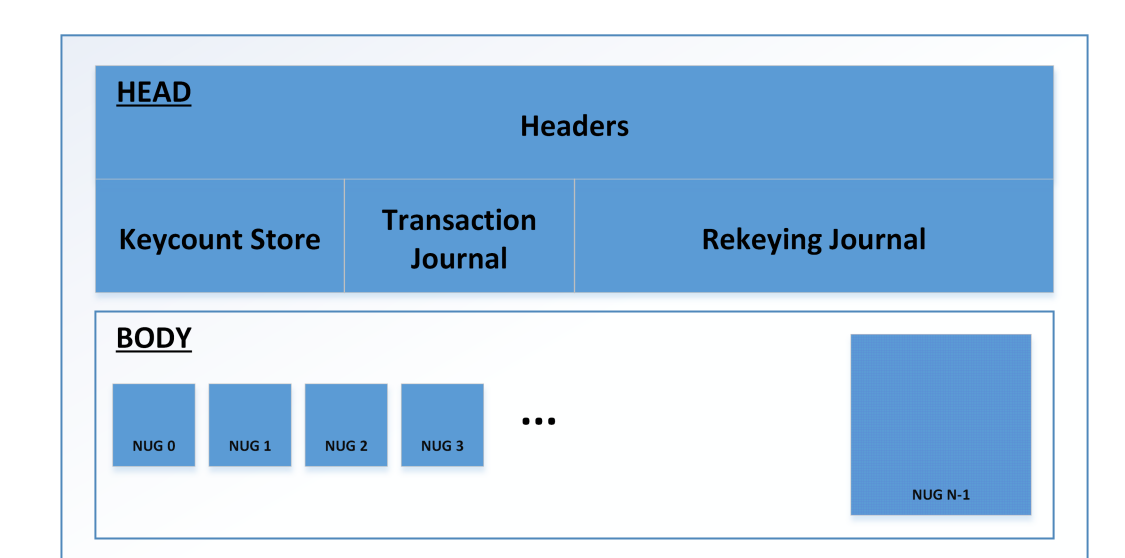 HEAD
Headers
Keycount Store
Transaction
Journal
Rekeying Journal
BODY
NUG 0
NUG 1
NUG 2
NUG 3
...
NUG N-1